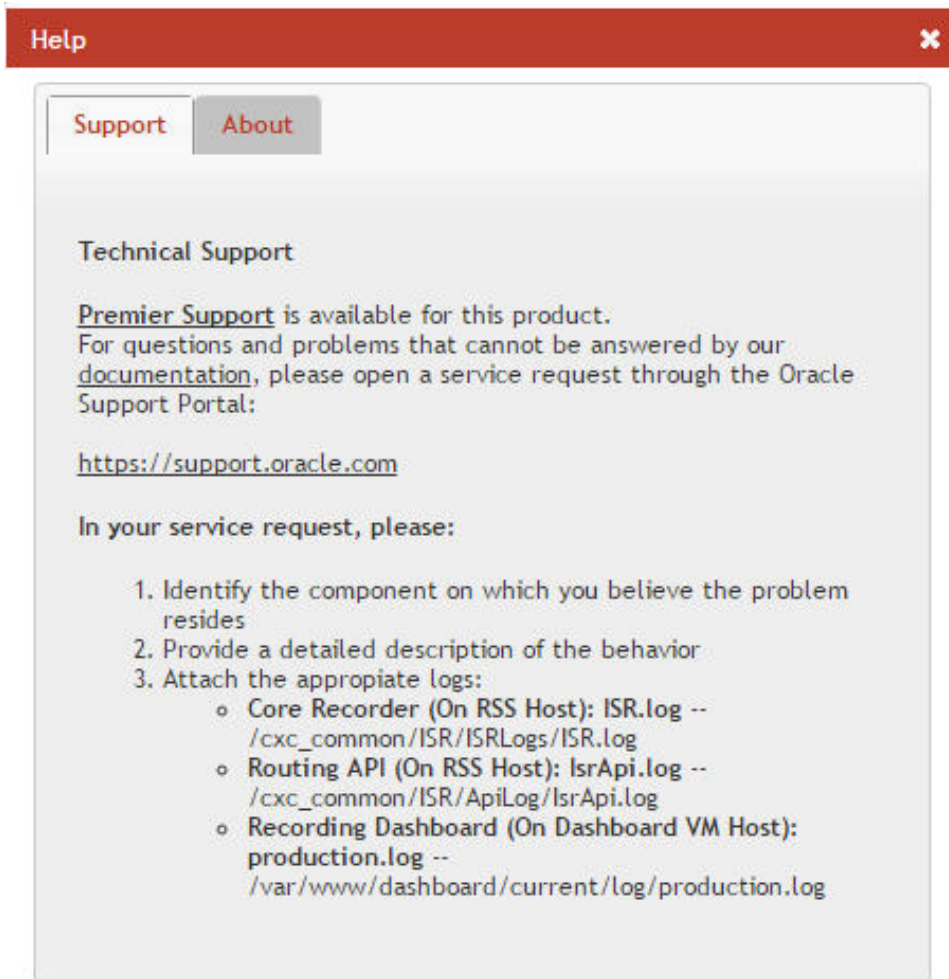 Help
Support About
Technical Support
Premier Support is available for this product.
For questions and problems that cannot be answered by our
documentation, please open a service request through the Oracle
Support Portal:
https://support.oracle.com
In your service request, please:
1. Identify the component on which you believe the problem
resides
2. Provide a detailed description of the behavior
3. Attach the appropiate logs:
Core Recorder (On RSS Host): ISR.log --
/cxc_common/ISR/ISRLogs/ISR.log
Routing API (On RSS Host): IsrApi.log --
/cxc_common/ISR/ApiLog/IsrApi.log
Recording Dashboard (On Dashboard VM Host):
production.log --
/var/www/dashboard/current/log/production.log